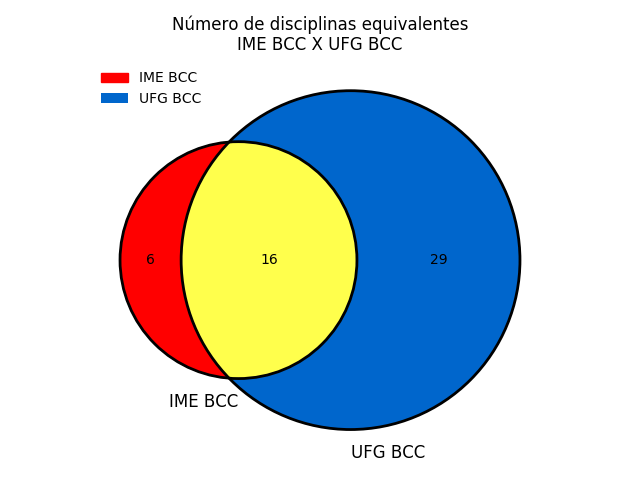 Número de disciplinas equivalentes
IME BCC X UFG BCC
IME BCC
UFG BCC
6
16
29
IME BCC
UFG BCC